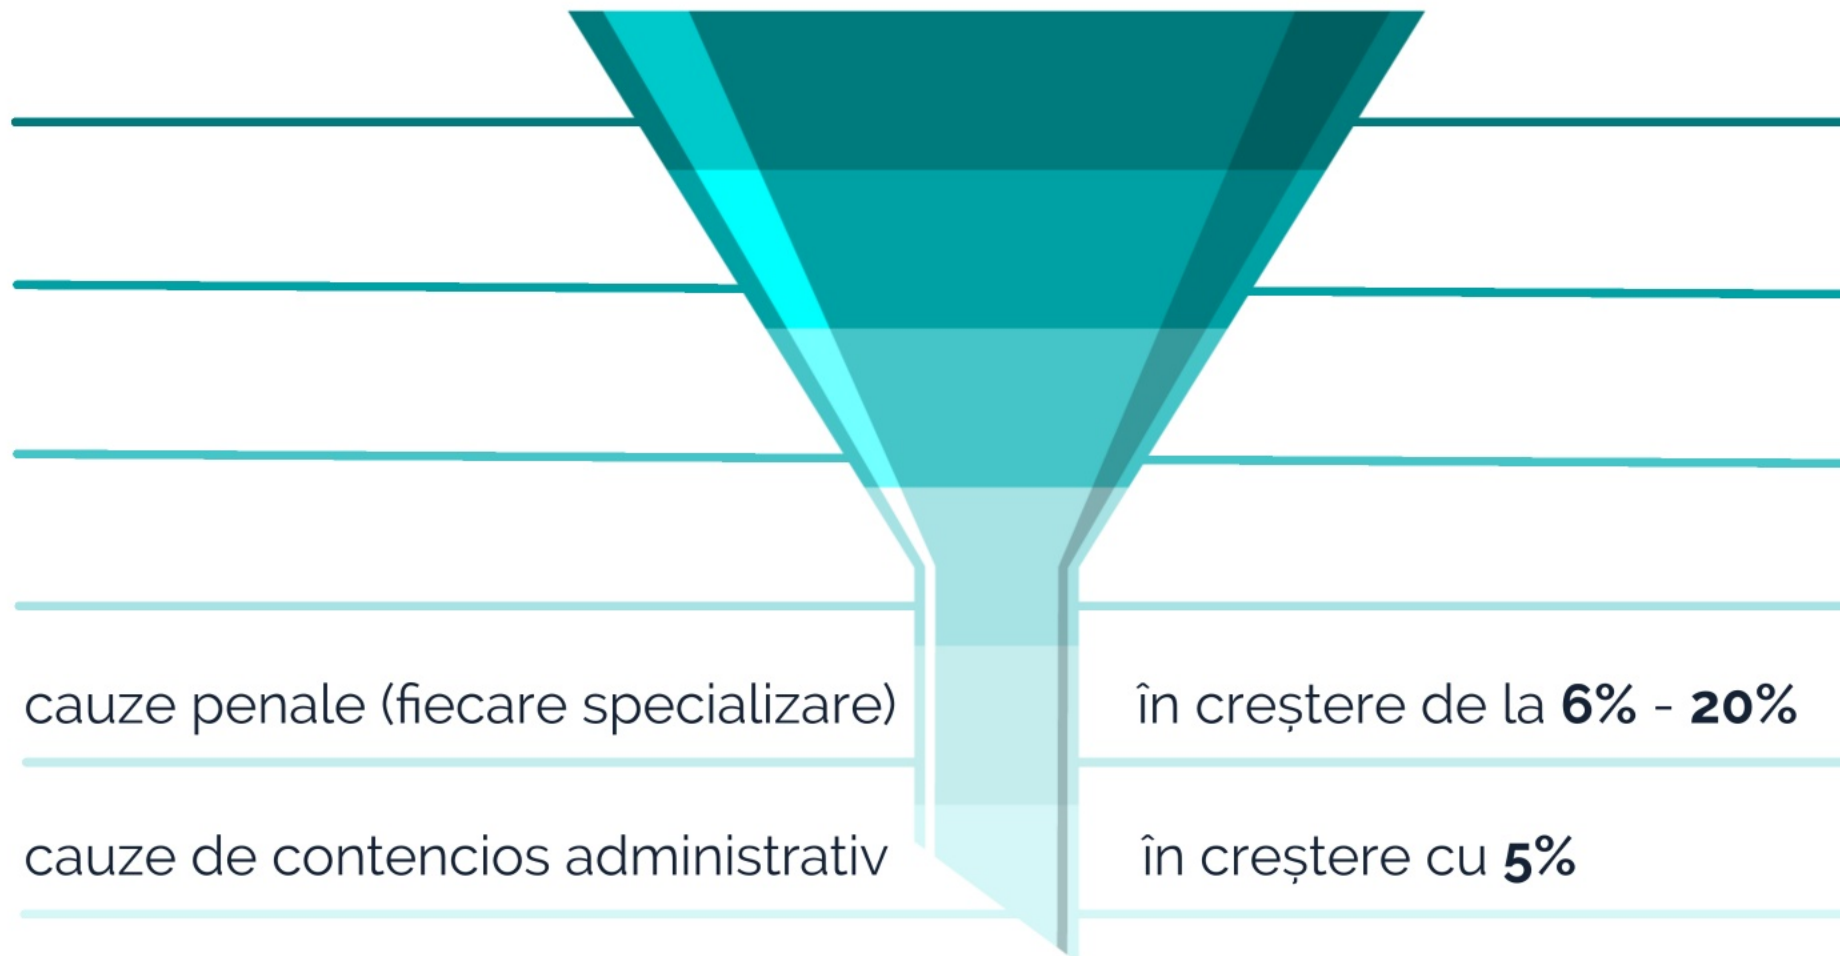 cauze penale (fiecare specializare) în creștere de la 6% - 20%
cauze de contencios administrativ în creștere cu 5%